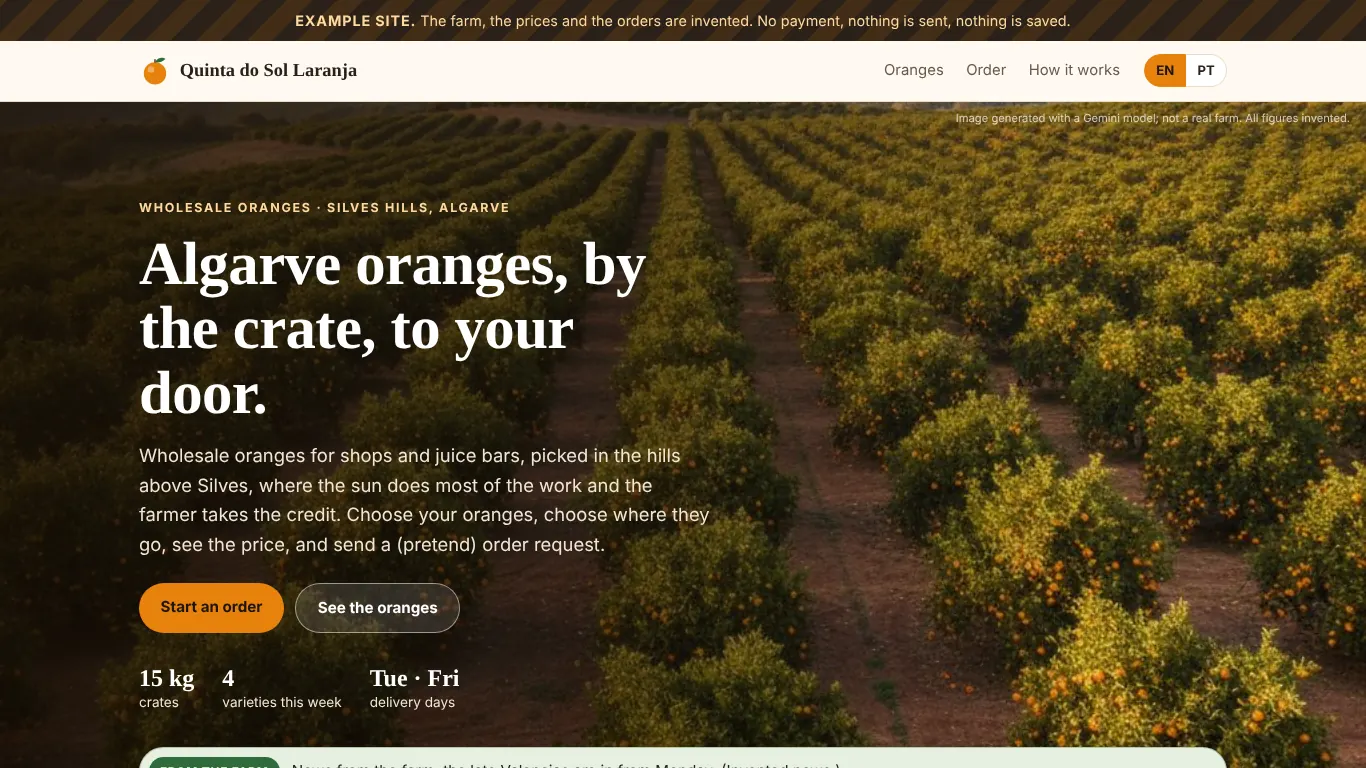 EXAMPLE SITE. The farm, the prices and the orders are invented. No payment, nothing is sent, nothing is saved.
Quinta do Sol Laranja
Oranges
Order
How it works
EN
PT
Image generated with a Gemini model; not a real farm. All figures invented.
WHOLESALE ORANGES · SILVES HILLS, ALGARVE
Algarve oranges, by
the crate, to your
door.
Wholesale oranges for shops and juice bars, picked in the hills
above Silves, where the sun does most of the work and the
farmer takes the credit. Choose your oranges, choose where they
go, see the price, and send a (pretend) order request.
Start an order
See the oranges
15 kg
crates
4
varieties this week
Tue · Fri
delivery days